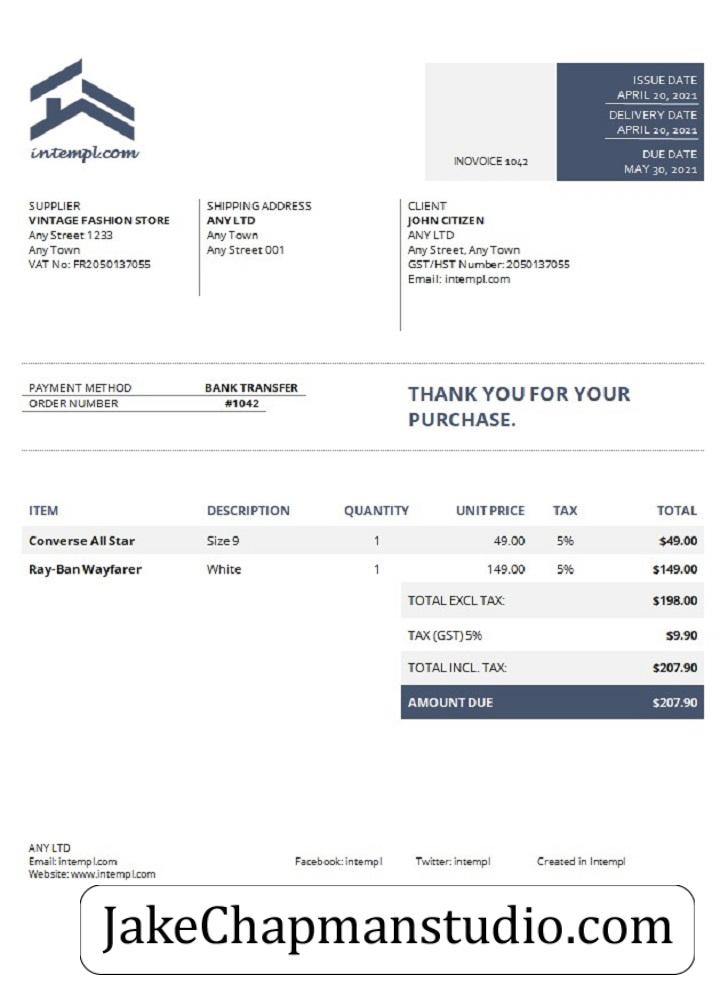 intempl.com
INOVOICE 1042
ISSUE DATE
APRIL 20, 2021
DELIVERY DATE
APRIL 20, 2021
DUE DATE
MAY 30, 2021
SUPPLIER
VINTAGE FASHION STORE
Any Street 1233
Any Town
VAT No: FR2050137055
SHIPPING ADDRESS
ANY LTD
Any Town
Any Street 001
CLIENT
JOHN CITIZEN
ANY LTD
Any Street, Any Town
GST/HST Number: 2050137055
Email: intempl.com
PAYMENT METHOD BANK TRANSFER
ORDER NUMBER #1042
THANK YOU FOR YOUR
PURCHASE.
ITEM DESCRIPTION QUANTITY UNIT PRICE TAX TOTAL
Converse All Star Size 9 1 49.00 5% $49.00
Ray-Ban Wayfarer White 1 149.00 5% $149.00
TOTAL EXCL TAX: $198.00
TAX (GST) 5% $9.90
TOTAL INCL. TAX: $207.90
AMOUNT DUE $207.90
ANY LTD
Email: intempl.com
Website: www.intempl.com
Facebook: intempl Twitter: intempl Created in Intempl
JakeChapmanstudio.com